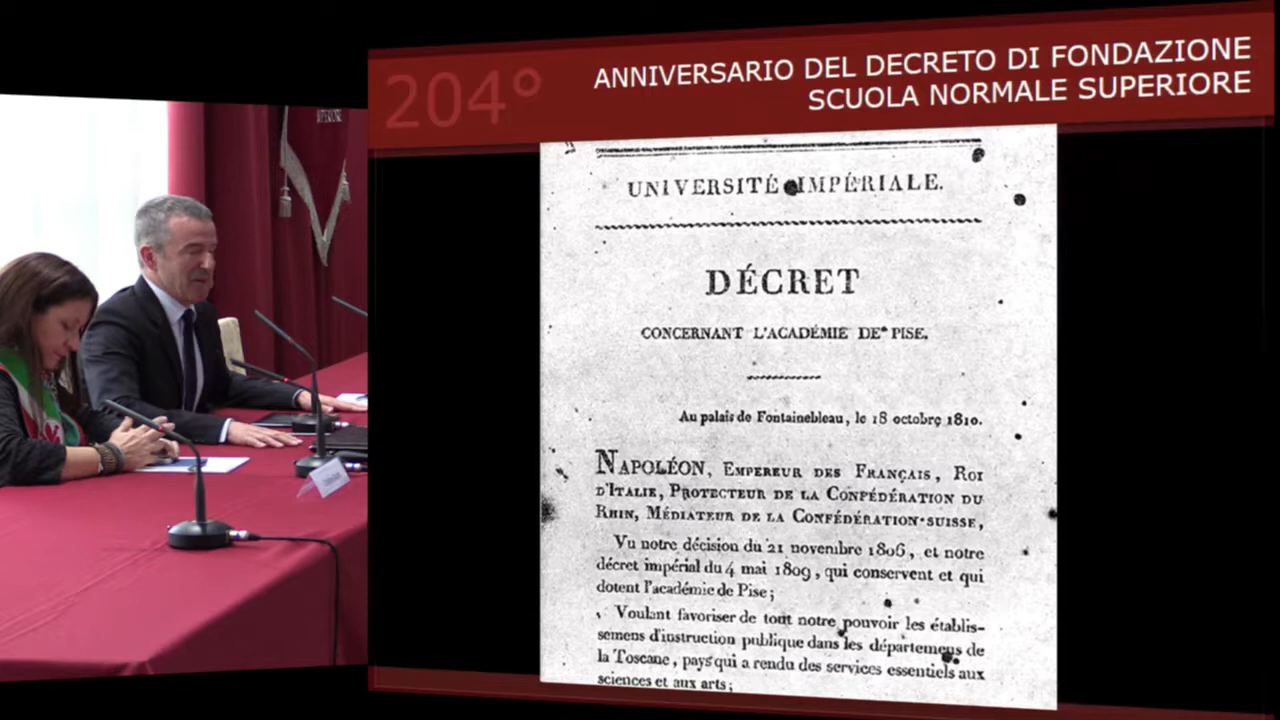 SUPERIORE
204°
ANNIVERSARIO DEL DECRETO DI FONDAZIONE
SCUOLA NORMALE SUPERIORE
UNIVERSITÉ IMPÉRIALE.
DÉCRET
CONCERNANT L'ACADÉMIE DE PISE.
Au palais de Fontainebleau, le 18 octobre 1810.
NAPOLÉON, EMPEREUR DES FRANÇAIS, ROI
D'ITALIE, PROTECTEUR DE LA CONFÉDÉRATION DU
RHIN, MÉDIATEUR DE LA CONFÉDÉRATION-SUISSE,
Vu notre décision du 21 novembre 1806, et notre
décret impérial du 4 mai 1809, qui conservent et qui
dotent l'académie de Pise;
Voulant favoriser de tout notre pouvoir les établis-
semens d'instruction publique dans les départemens de
la Toscane, pays qui a rendu des services essentiels aux
sciences et aux arts;